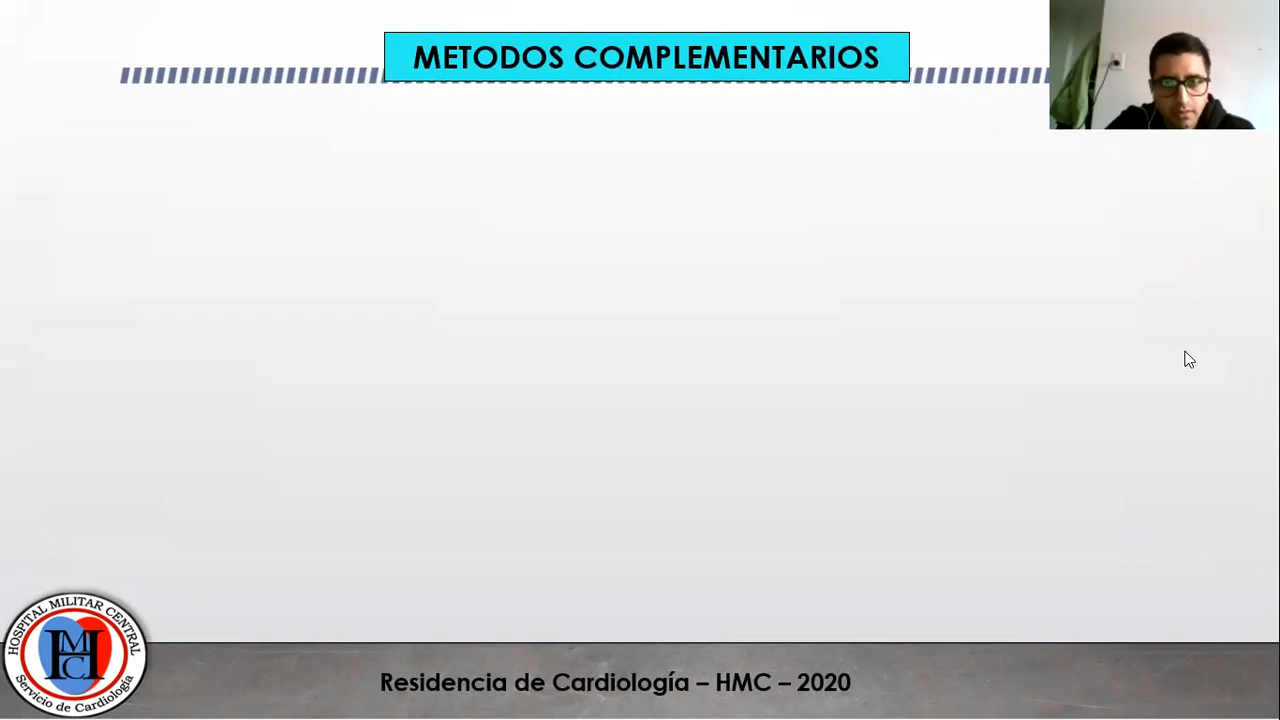 METODOS COMPLEMENTARIOS
HOSPITAL MILITAR CENTRAL
HMC
Servicio de Cardiología
Residencia de Cardiología – HMC – 2020